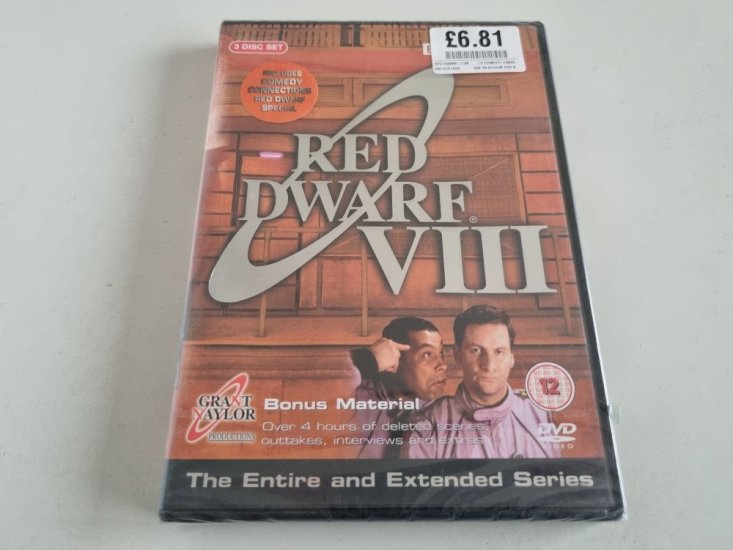 3 DISC SET
£6.81
INCLUDES
COMEDY
CONNECTIONS
RED DWARF
SPECIAL
RED
DWARF®
VIII
12
GRANT
NAYLOR
PRODUCTIONS
Bonus Material
Over 4 hours of deleted scenes,
outtakes, interviews and extras.
DVD
VIDEO
The Entire and Extended Series